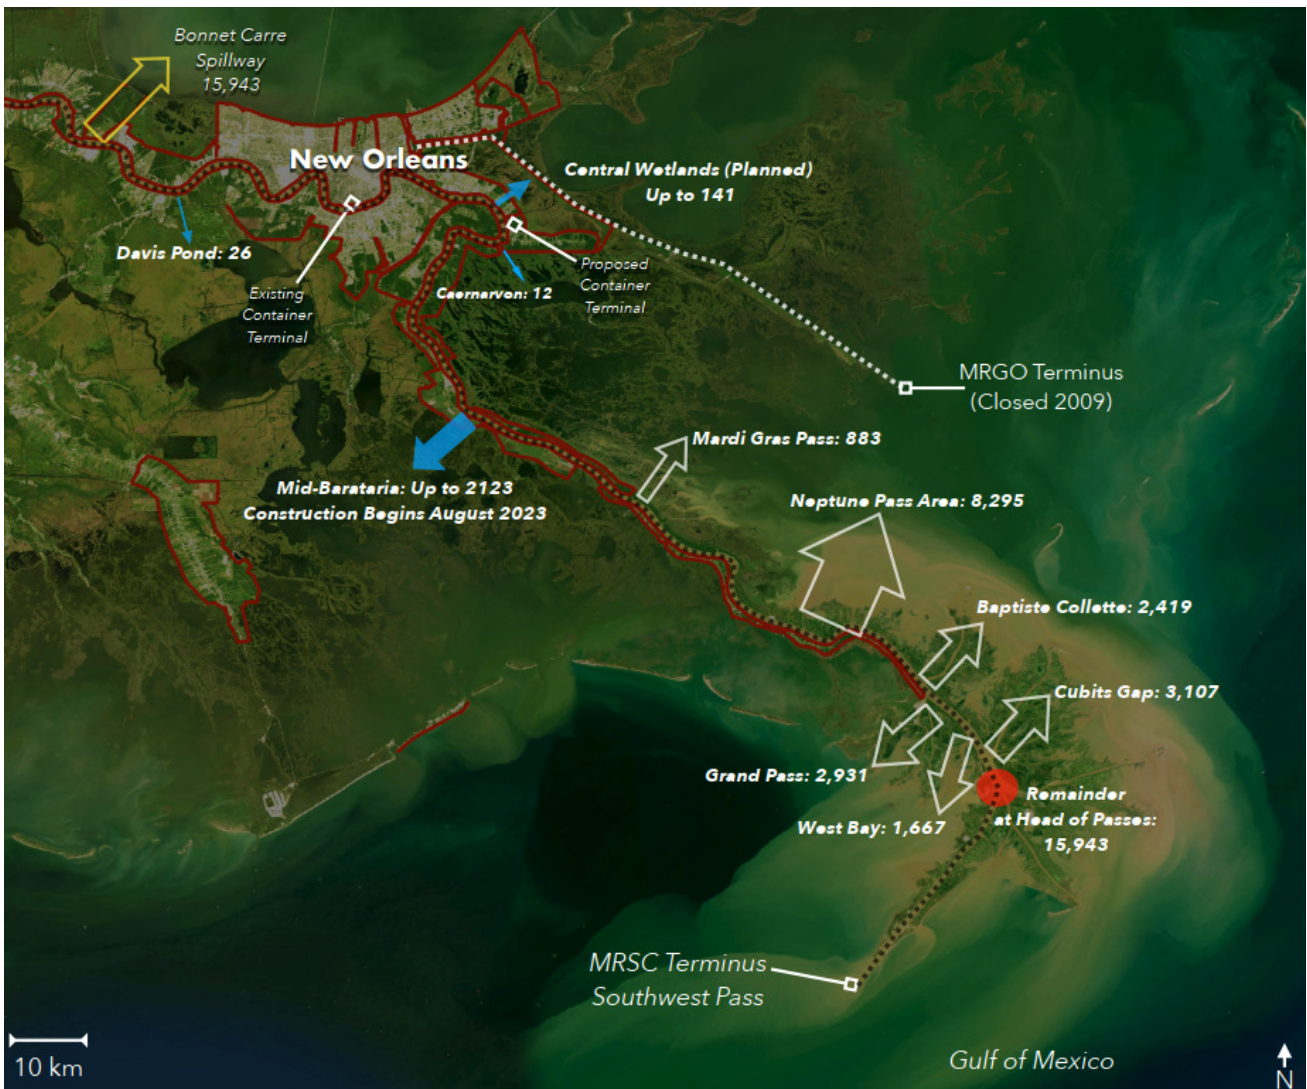 Bonnet Carre
Spillway
15,943
New Orleans
Central Wetlands (Planned)
Up to 141
Davis Pond: 26
Existing
Container
Terminal
Caernarvon: 12
Proposed
Container
Terminal
MRGO Terminus
(Closed 2009)
Mardi Gras Pass: 883
Mid-Barataria: Up to 2123
Construction Begins August 2023
Neptune Pass Area: 8,295
Baptiste Collette: 2,419
Cubits Gap: 3,107
Grand Pass: 2,931
West Bay: 1,667
Remainder
at Head of Passes:
15,943
MRSC Terminus
Southwest Pass
10 km
Gulf of Mexico
N